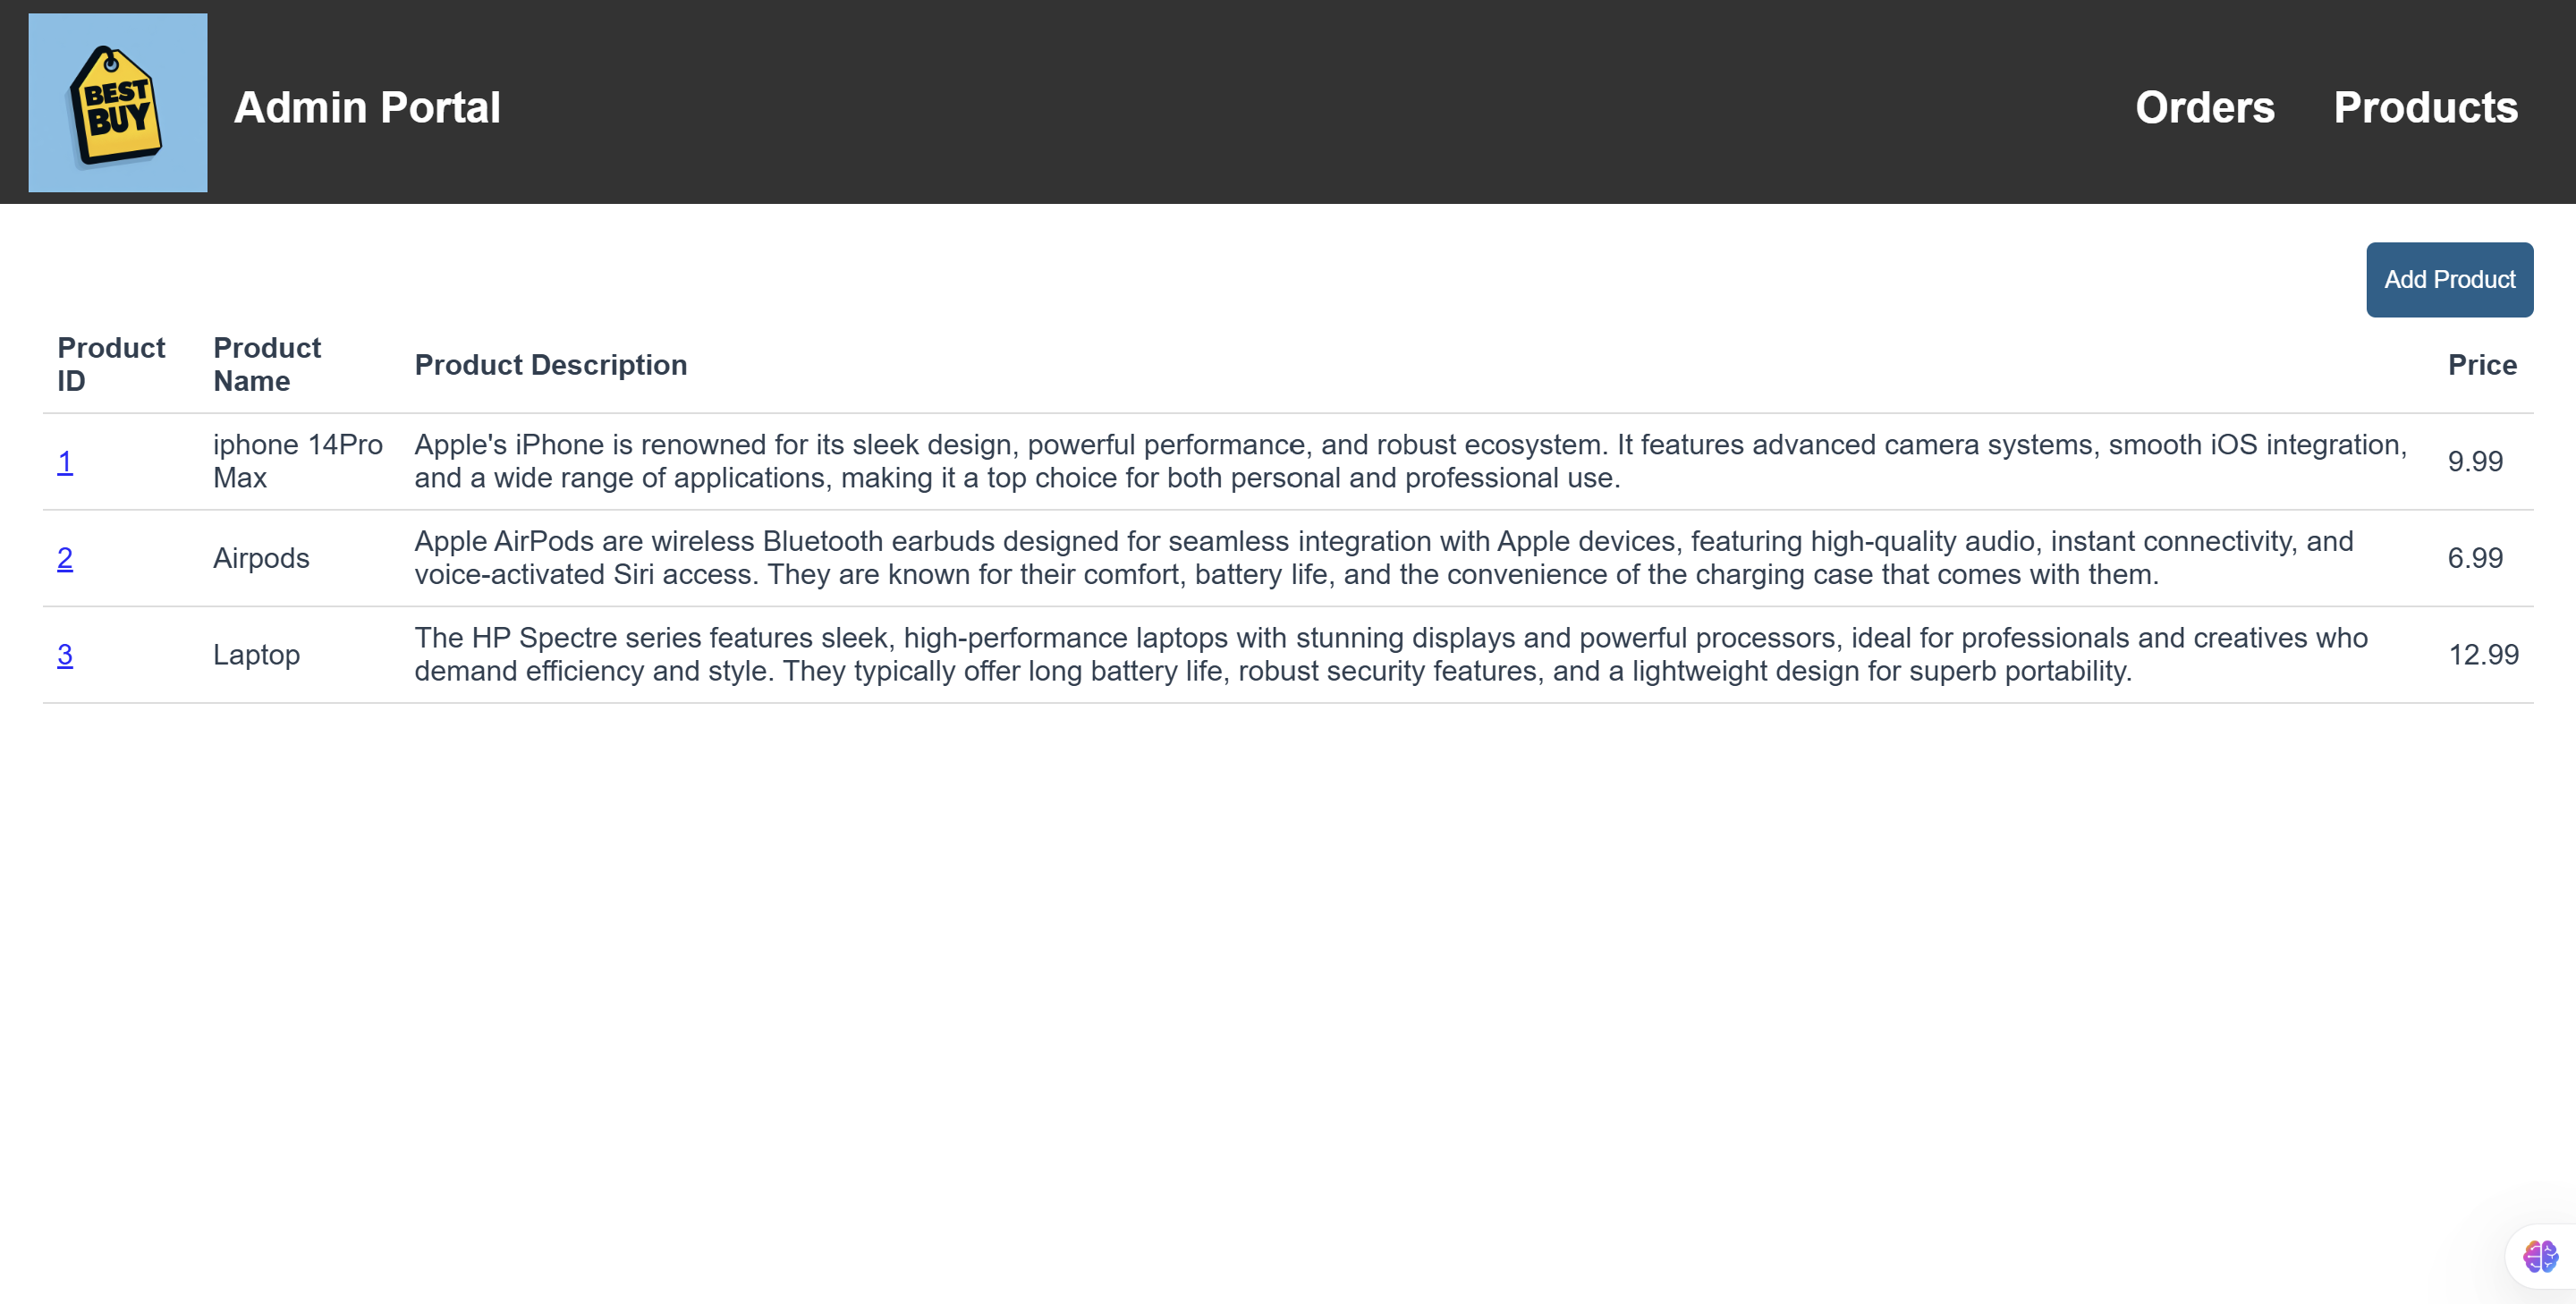 BEST
BUY
Admin Portal
Orders
Products
Add Product
Product
ID
Product
Name
Product Description
Price
1
iphone 14Pro
Max
Apple's iPhone is renowned for its sleek design, powerful performance, and robust ecosystem. It features advanced camera systems, smooth iOS integration,
and a wide range of applications, making it a top choice for both personal and professional use.
9.99
2
Airpods
Apple AirPods are wireless Bluetooth earbuds designed for seamless integration with Apple devices, featuring high-quality audio, instant connectivity, and
voice-activated Siri access. They are known for their comfort, battery life, and the convenience of the charging case that comes with them.
6.99
3
Laptop
The HP Spectre series features sleek, high-performance laptops with stunning displays and powerful processors, ideal for professionals and creatives who
demand efficiency and style. They typically offer long battery life, robust security features, and a lightweight design for superb portability.
12.99